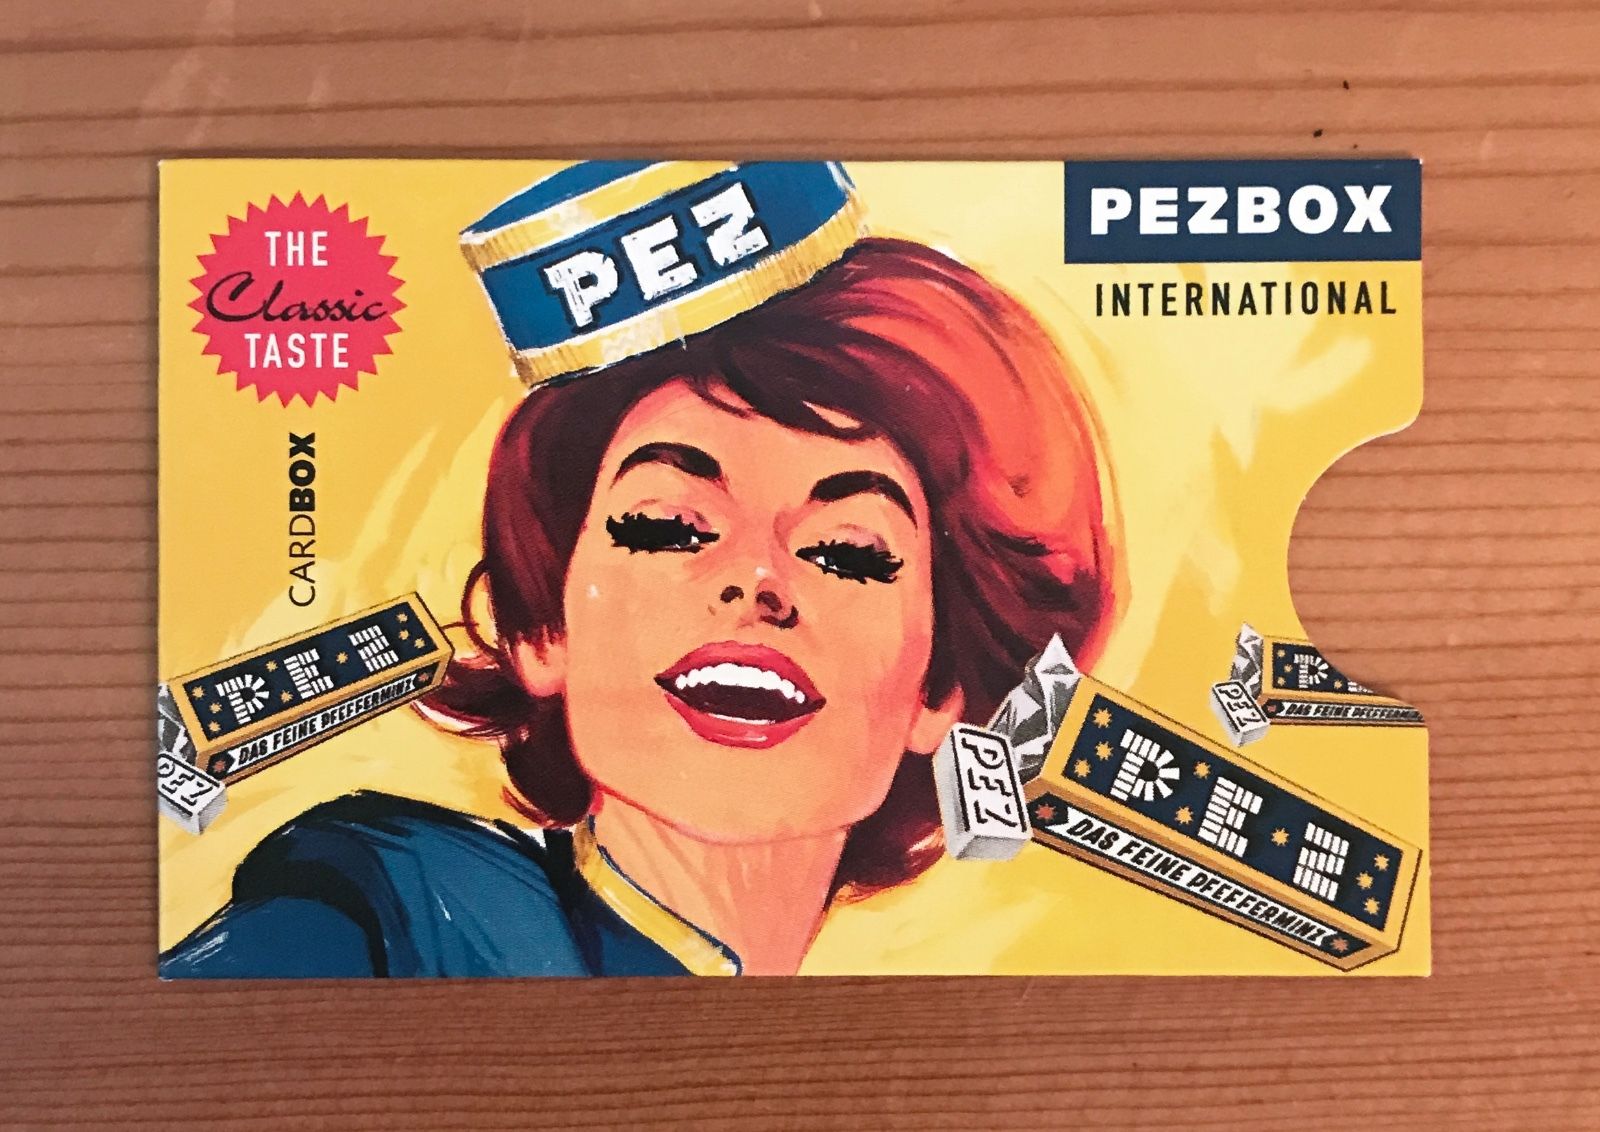 THE
Classic
TASTE
CARDBOX
PEZ
PEZBOX
INTERNATIONAL
PEZ
DAS FEINE PFEFFERMINZ
PEZ
PEZ
DAS FEINE PFEFFERMINZ
PEZ
P
DAS FEINE PFEFFERMINZ
PEZ